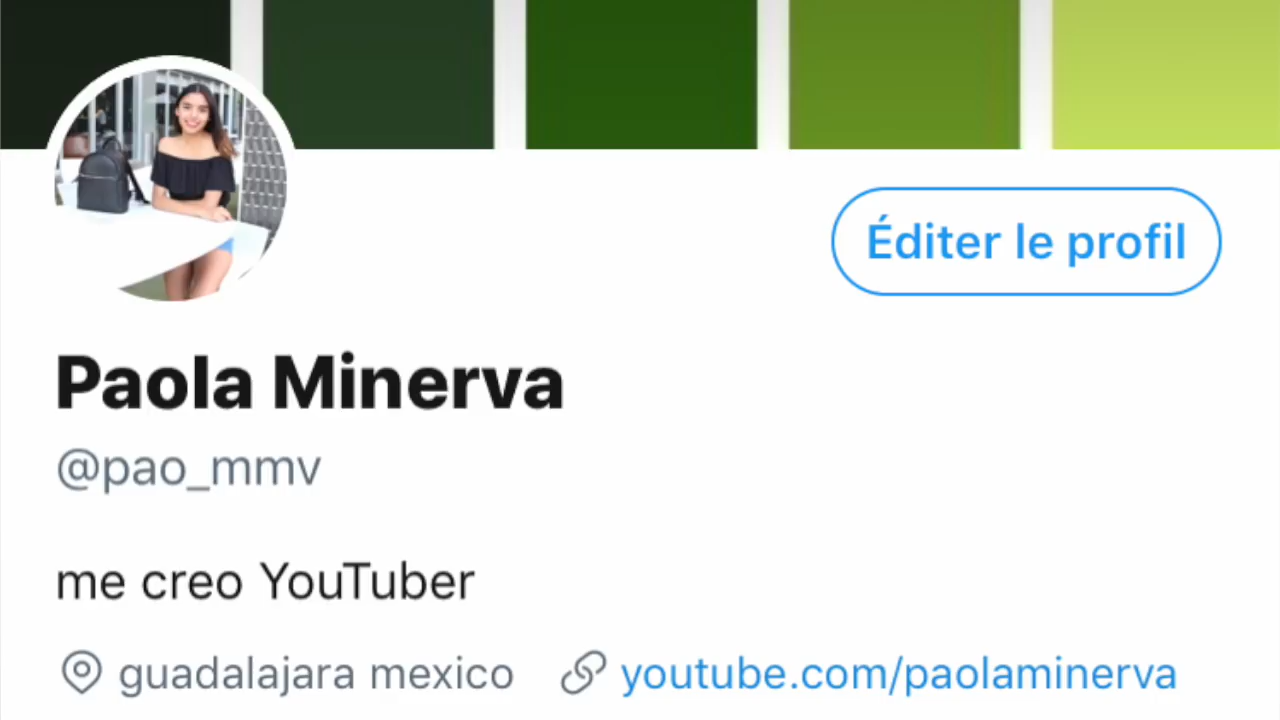 Éditer le profil
Paola Minerva
@pao_mmv
me creo YouTuber
guadalajara mexico youtube.com/paolaminerva